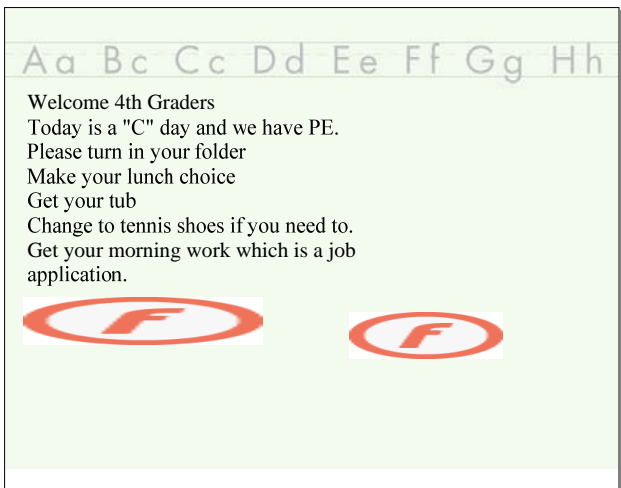 Aa Bc Cc Dd Ee Ff Gg Hh
Welcome 4th Graders
Today is a "C" day and we have PE.
Please turn in your folder
Make your lunch choice
Get your tub
Change to tennis shoes if you need to.
Get your morning work which is a job
application.
F F